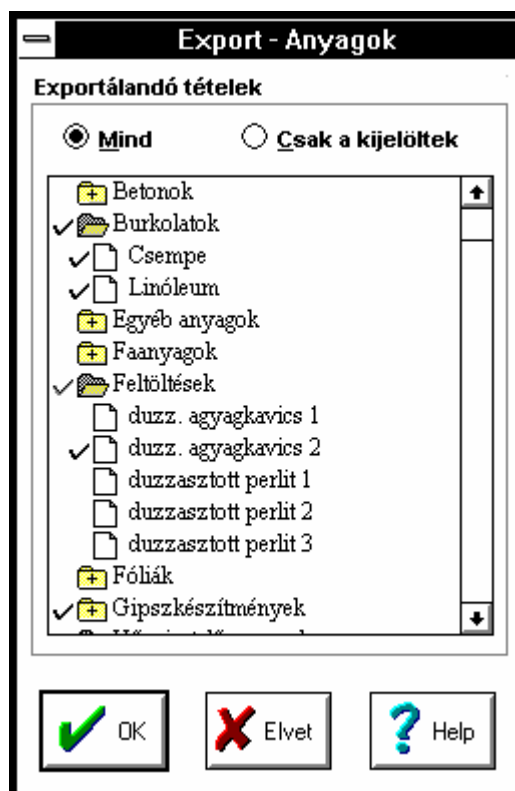 Export - Anyagok
Exportálandó tételek
Mind Csak a kijelöltek
Betonok
Burkolatok
Csempe
Linóleum
Egyéb anyagok
Faanyagok
Feltöltések
duzz. agyagkavics 1
duzz. agyagkavics 2
duzzasztott perlit 1
duzzasztott perlit 2
duzzasztott perlit 3
Fóliák
Gipszkészítmények
OK Elvet Help